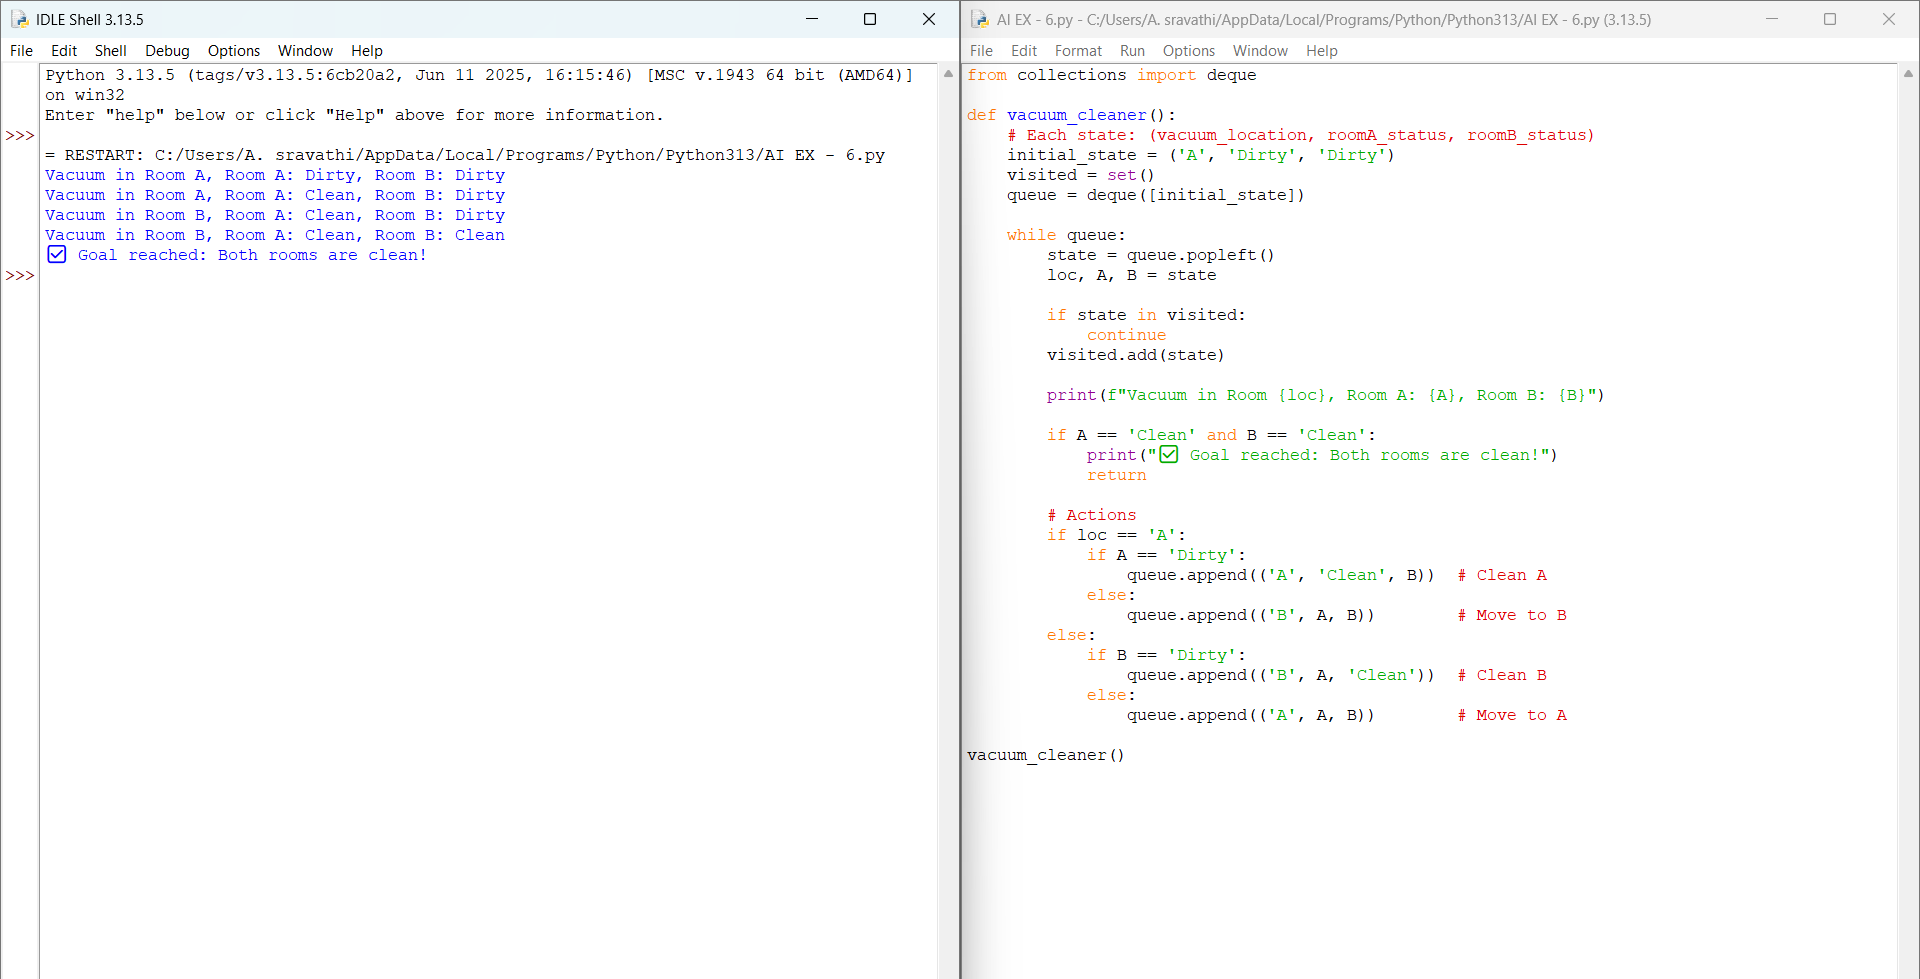 IDLE Shell 3.13.5
File Edit Shell Debug Options Window Help
Python 3.13.5 (tags/v3.13.5:6cb20a2, Jun 11 2025, 16:15:46) [MSC v.1943 64 bit (AMD64)]
on win32
Enter "help" below or click "Help" above for more information.
>>>
= RESTART: C:/Users/A. sravathi/AppData/Local/Programs/Python/Python313/AI EX - 6.py
Vacuum in Room A, Room A: Dirty, Room B: Dirty
Vacuum in Room A, Room A: Clean, Room B: Dirty
Vacuum in Room B, Room A: Clean, Room B: Dirty
Vacuum in Room B, Room A: Clean, Room B: Clean
✅ Goal reached: Both rooms are clean!
>>>
AI EX - 6.py - C:/Users/A. sravathi/AppData/Local/Programs/Python/Python313/AI EX - 6.py (3.13.5)
File Edit Format Run Options Window Help
from collections import deque

def vacuum_cleaner():
    # Each state: (vacuum_location, roomA_status, roomB_status)
    initial_state = ('A', 'Dirty', 'Dirty')
    visited = set()
    queue = deque([initial_state])

    while queue:
        state = queue.popleft()
        loc, A, B = state

        if state in visited:
            continue
        visited.add(state)

        print(f"Vacuum in Room {loc}, Room A: {A}, Room B: {B}")

        if A == 'Clean' and B == 'Clean':
            print("✅ Goal reached: Both rooms are clean!")
            return

        # Actions
        if loc == 'A':
            if A == 'Dirty':
                queue.append(('A', 'Clean', B))  # Clean A
            else:
                queue.append(('B', A, B))        # Move to B
        else:
            if B == 'Dirty':
                queue.append(('B', A, 'Clean'))  # Clean B
            else:
                queue.append(('A', A, B))        # Move to A

vacuum_cleaner()